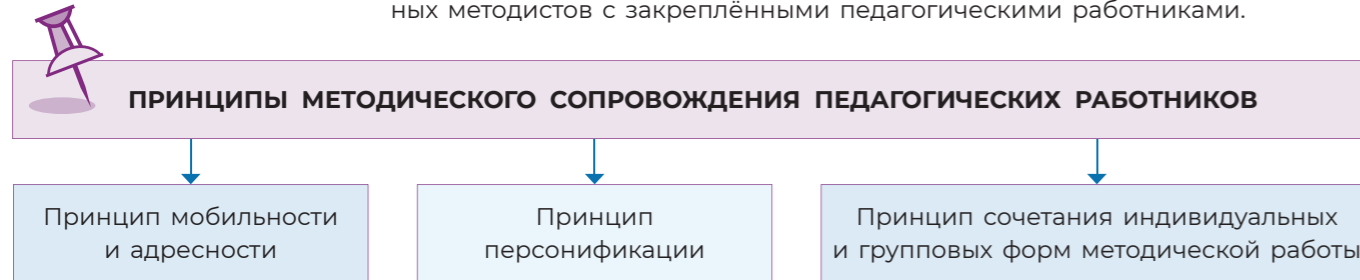 ных методистов с закреплёнными педагогическими работниками.
ПРИНЦИПЫ МЕТОДИЧЕСКОГО СОПРОВОЖДЕНИЯ ПЕДАГОГИЧЕСКИХ РАБОТНИКОВ
Принцип мобильности
и адресности
Принцип
персонификации
Принцип сочетания индивидуальных
и групповых форм методической работы